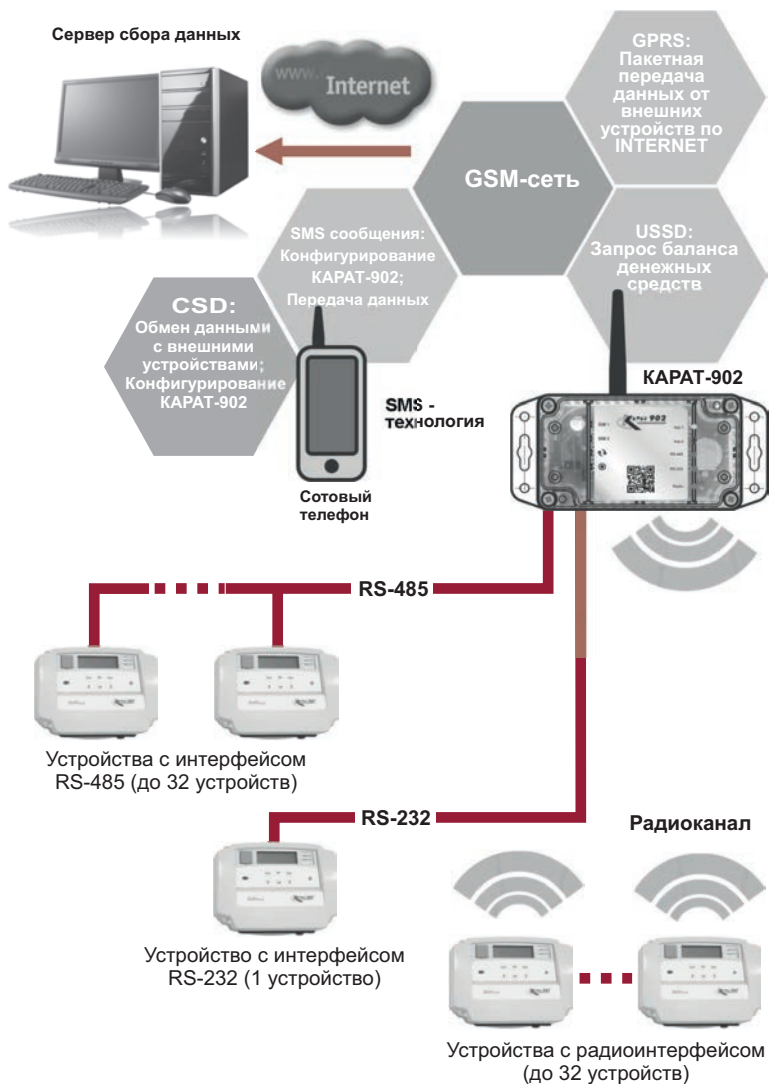 Сервер сбора данных
www.
Internet
GPRS:
Пакетная
передача
данных от
внешних
устройств по
INTERNET
GSM-сеть
SMS сообщения:
Конфигурирование
КАРАТ-902;
Передача данных
USSD:
Запрос баланса
денежных
средств
CSD:
Обмен данными
с внешними
устройствами;
Конфигурирование
КАРАТ-902
SMS -
технология
Сотовый
телефон
КАРАТ-902
RS-485
Устройства с интерфейсом
RS-485 (до 32 устройств)
RS-232
Устройство с интерфейсом
RS-232 (1 устройство)
Радиоканал
Устройства с радиоинтерфейсом
(до 32 устройств)